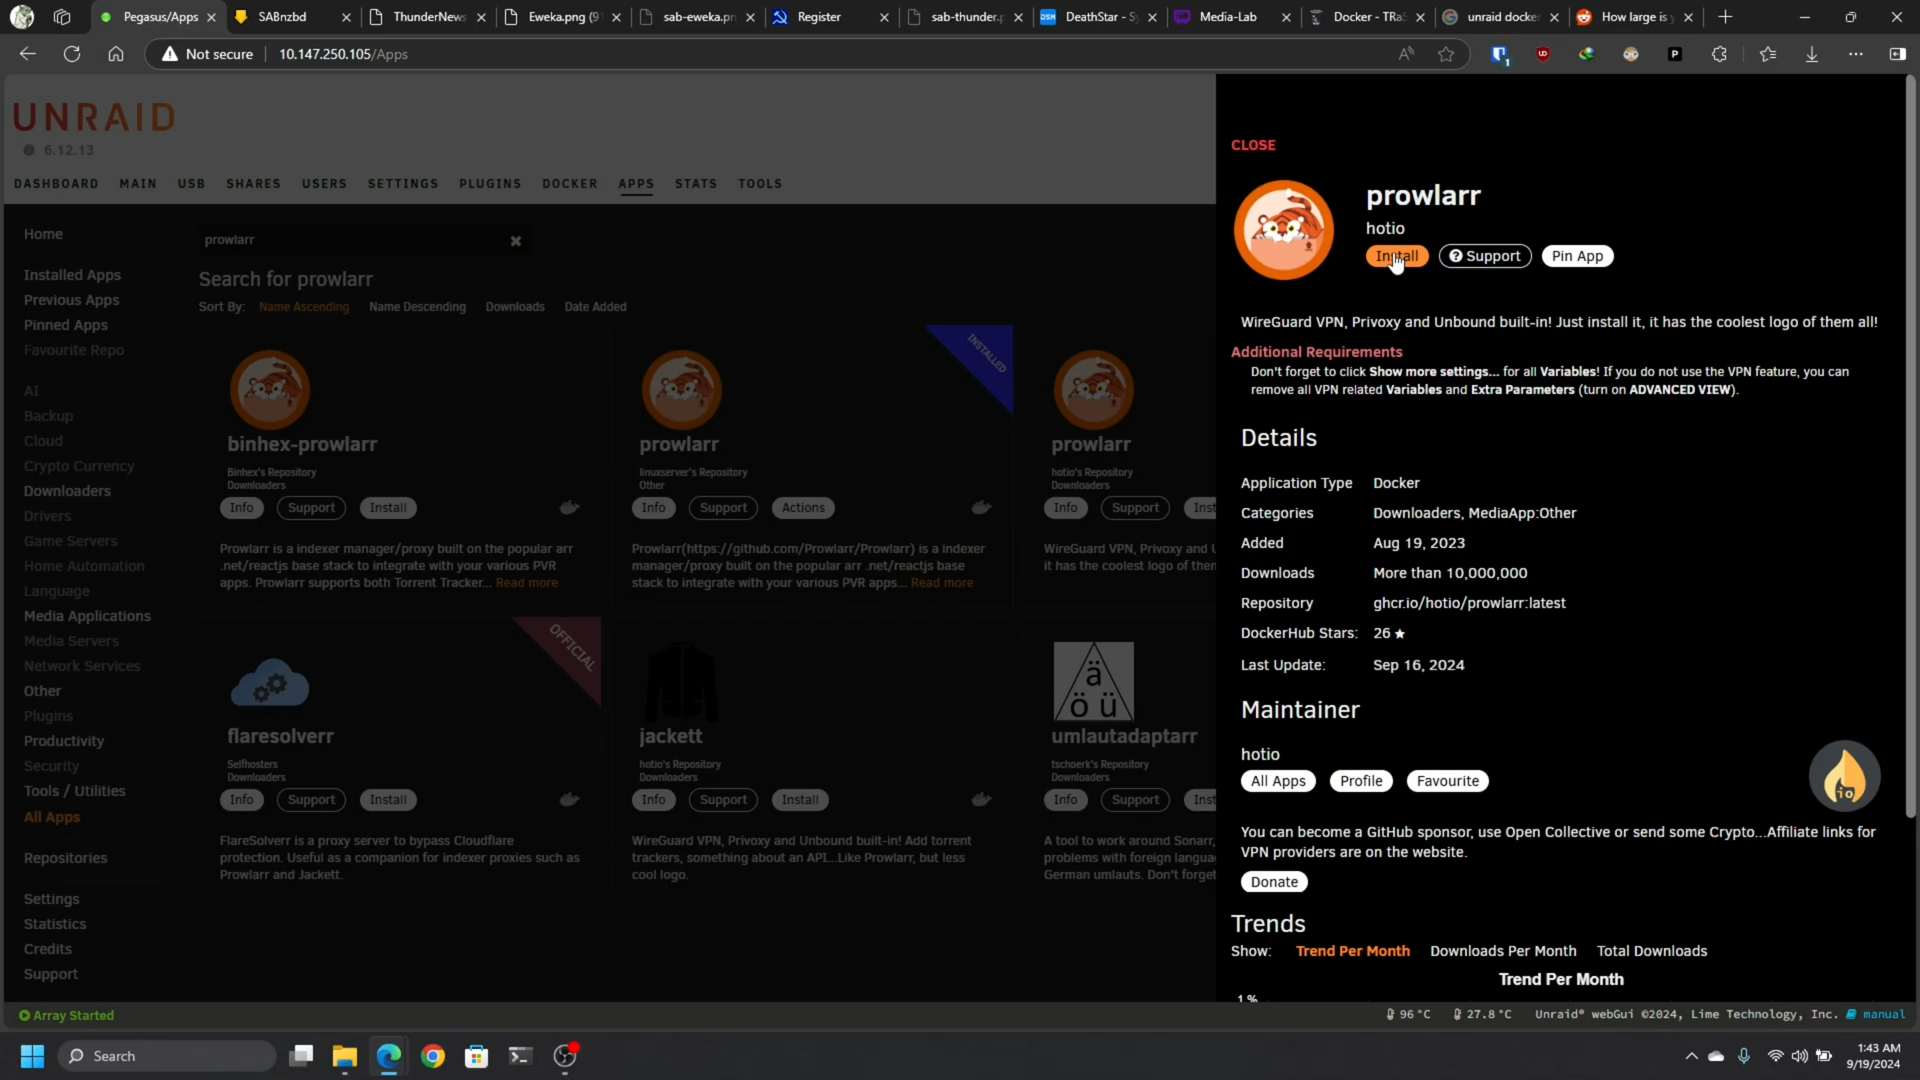 Pegasus/Apps
SABnzbd
ThunderNews
Eweka.png (9
sab-eweka.pn
Register
sab-thunder.p
DSM
DeathStar - Sy
Media-Lab
Docker - TRaS
unraid docker
How large is y
Not secure
10.147.250.105/Apps
UNRAID
6.12.13
DASHBOARD MAIN USB SHARES USERS SETTINGS PLUGINS DOCKER APPS STATS TOOLS
Home
Installed Apps
Previous Apps
Pinned Apps
Favourite Repo
AI
Backup
Cloud
Crypto Currency
Downloaders
Drivers
Game Servers
Home Automation
Language
Media Applications
Media Servers
Network Services
Other
Plugins
Productivity
Security
Tools / Utilities
All Apps
Repositories
Settings
Statistics
Credits
Support
prowlarr
Search for prowlarr
Sort By: Name Ascending Name Descending Downloads Date Added
binhex-prowlarr
Binhex's Repository
Downloaders
Info Support Install
Prowlarr is a indexer manager/proxy built on the popular arr
.net/reactjs base stack to integrate with your various PVR
apps. Prowlarr supports both Torrent Tracker... Read more
INSTALLED
prowlarr
linuxserver's Repository
Other
Info Support Actions
Prowlarr(https://github.com/Prowlarr/Prowlarr) is a indexer
manager/proxy built on the popular arr .net/reactjs base
stack to integrate with your various PVR apps... Read more
prowlarr
hotio's Repository
Downloaders
Info Support Inst
WireGuard VPN, Privoxy and U
it has the coolest logo of them
OFFICIAL
flaresolverr
Selfhosters
Downloaders
Info Support Install
FlareSolverr is a proxy server to bypass Cloudflare
protection. Useful as a companion for indexer proxies such as
Prowlarr and Jackett.
jackett
hotio's Repository
Downloaders
Info Support Install
WireGuard VPN, Privoxy and Unbound built-in! Add torrent
trackers, something about an API...Like Prowlarr, but less
cool logo.
ä
ö ü
umlautadaptarr
tschoerk's Repository
Downloaders
Info Support Inst
A tool to work around Sonarr,
problems with foreign langua
German umlauts. Don't forget
CLOSE
prowlarr
hotio
Install Support Pin App
WireGuard VPN, Privoxy and Unbound built-in! Just install it, it has the coolest logo of them all!
Additional Requirements
Don't forget to click Show more settings... for all Variables! If you do not use the VPN feature, you can
remove all VPN related Variables and Extra Parameters (turn on ADVANCED VIEW).
Details
Application Type Docker
Categories Downloaders, MediaApp:Other
Added Aug 19, 2023
Downloads More than 10,000,000
Repository ghcr.io/hotio/prowlarr:latest
DockerHub Stars: 26 ★
Last Update: Sep 16, 2024
Maintainer
hotio
All Apps Profile Favourite
io
You can become a GitHub sponsor, use Open Collective or send some Crypto...Affiliate links for
VPN providers are on the website.
Donate
Trends
Show: Trend Per Month Downloads Per Month Total Downloads
Trend Per Month
1 %
Array Started
96 °C 27.8 °C Unraid® webGui ©2024, Lime Technology, Inc. manual
Search
1:43 AM
9/19/2024